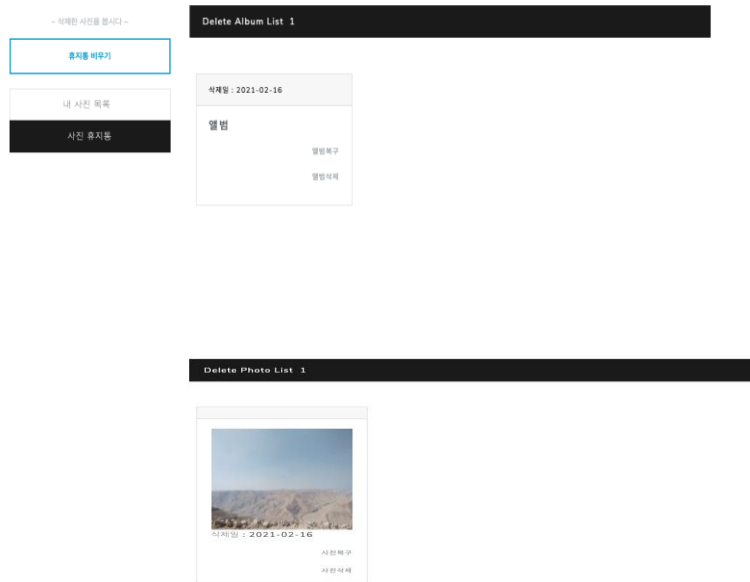 ~ 삭제한 사진을 봅시다 ~
휴지통 비우기
내 사진 목록
사진 휴지통
Delete Album List 1
삭제일 : 2021-02-16
앨범
앨범복구
앨범삭제
Delete Photo List 1
삭제일 : 2021-02-16
사진복구
사진삭제